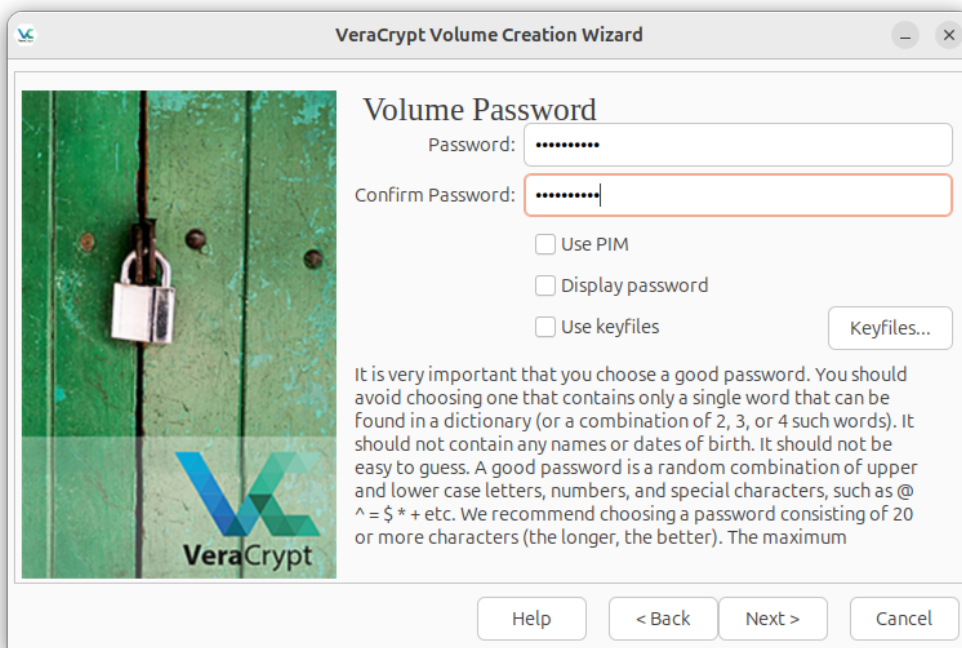 VeraCrypt Volume Creation Wizard
Volume Password
Password: ••••••••••
Confirm Password: ••••••••••
Use PIM
Display password
Use keyfiles
Keyfiles...
It is very important that you choose a good password. You should
avoid choosing one that contains only a single word that can be
found in a dictionary (or a combination of 2, 3, or 4 such words). It
should not contain any names or dates of birth. It should not be
easy to guess. A good password is a random combination of upper
and lower case letters, numbers, and special characters, such as @
^ = $ * + etc. We recommend choosing a password consisting of 20
or more characters (the longer, the better). The maximum
VeraCrypt
Help
< Back
Next >
Cancel